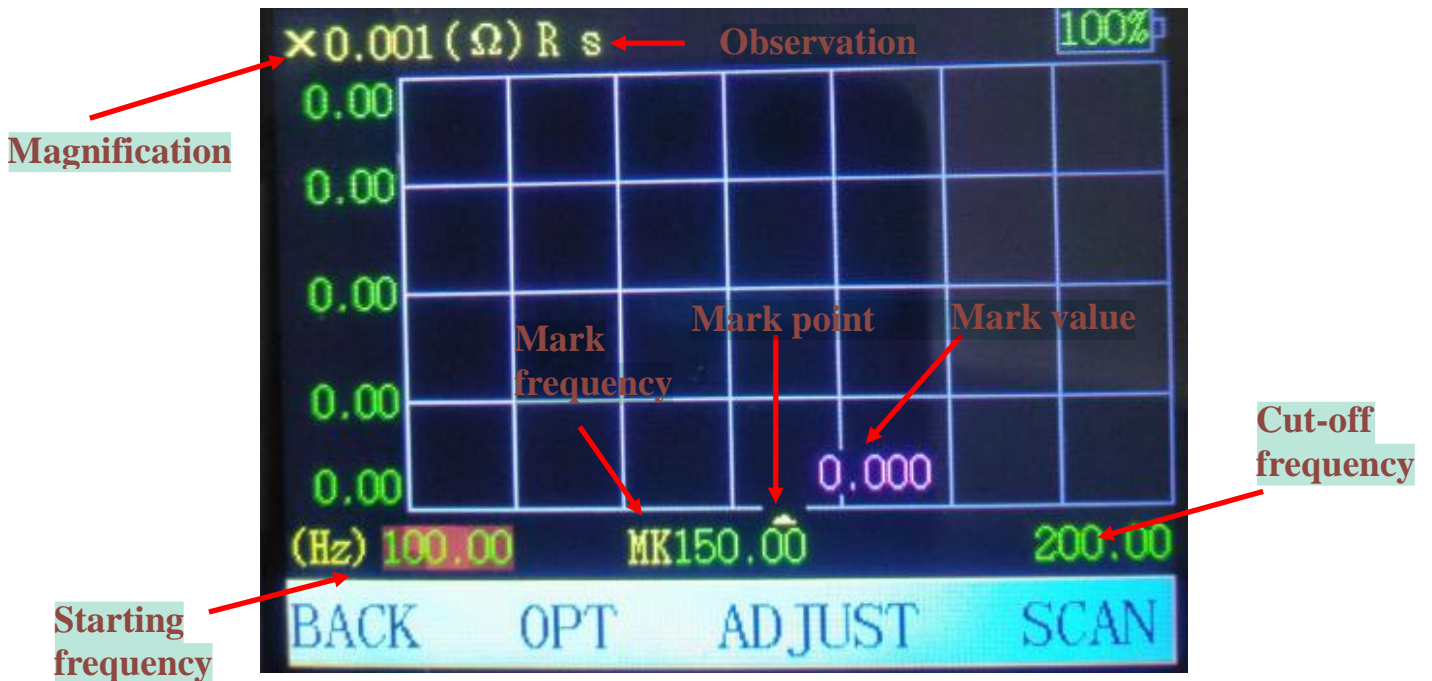 ×0.001(Ω) R s
Observation
100%
0.00
Magnification
0.00
0.00
Mark point
Mark value
Mark
frequency
0.00
Cut-off
frequency
0.000
0.00
(Hz) 100.00 MK150.00 200.00
Starting
frequency
BACK OPT ADJUST SCAN